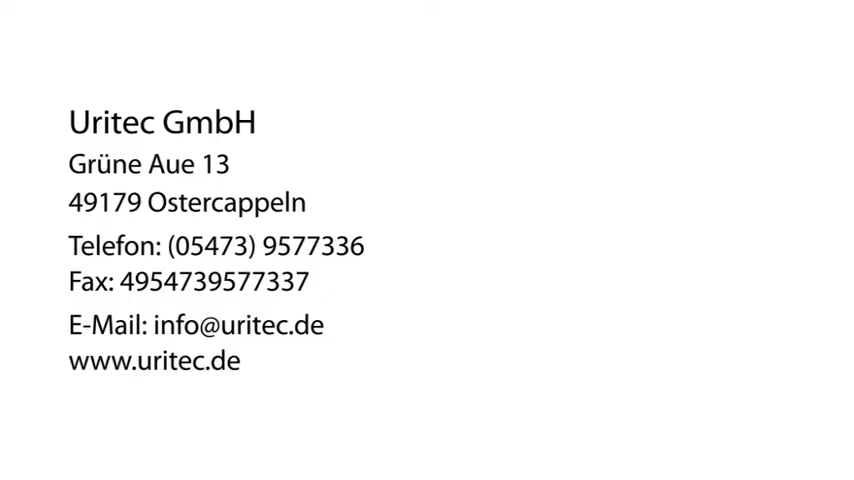 Uritec GmbH
Grüne Aue 13
49179 Ostercappeln
Telefon: (05473) 9577336
Fax: 4954739577337
E-Mail: info@uritec.de
www.uritec.de